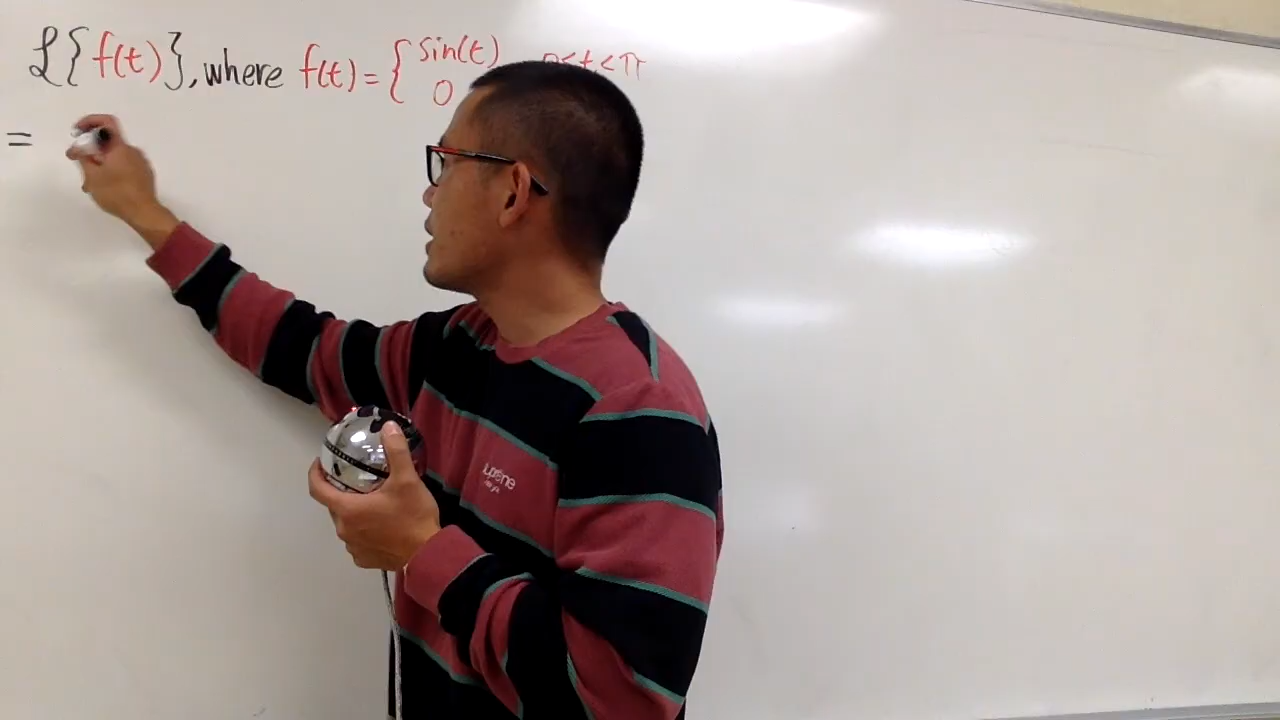 ℒ{f(t)}, where f(t) = { sin(t) 0<t<π
0
=